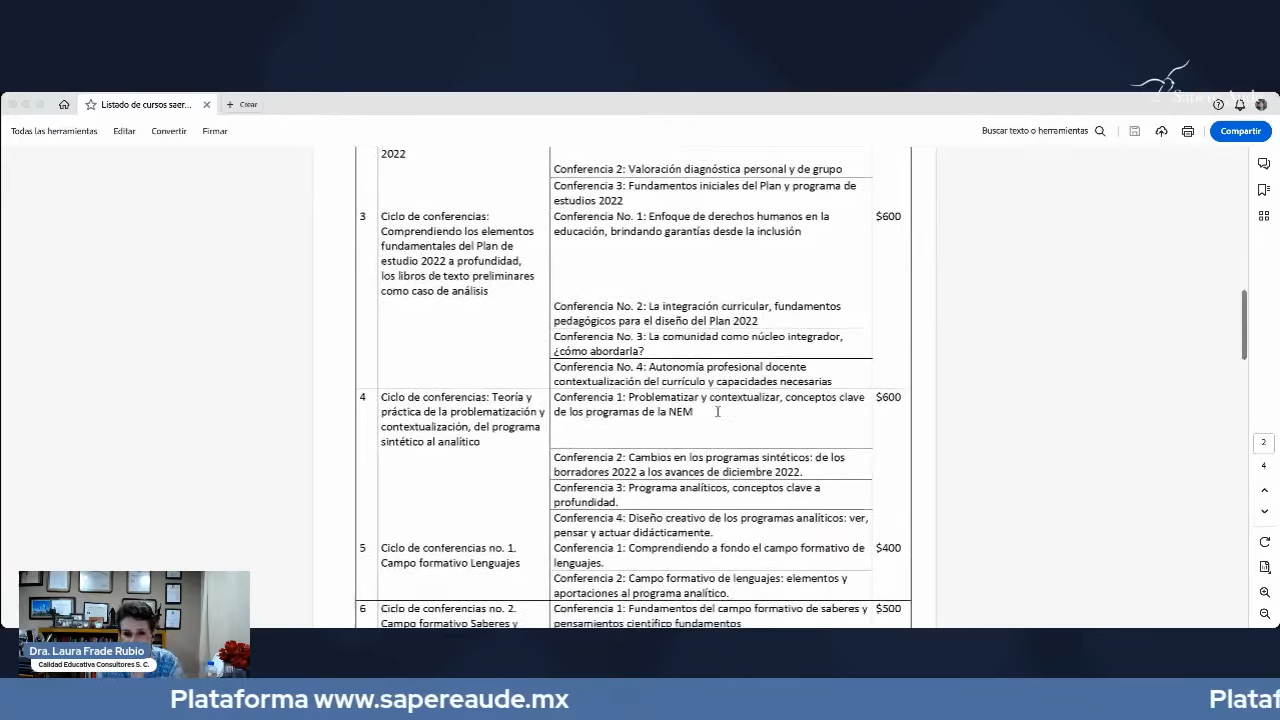 Sapere Aude
Listado de cursos saer...
Crear
Todas las herramientas
Editar
Convertir
Firmar
Buscar texto o herramientas
Compartir
2022
Conferencia 2: Valoración diagnóstica personal y de grupo
Conferencia 3: Fundamentos iniciales del Plan y programa de
estudios 2022
3
Ciclo de conferencias:
Comprendiendo los elementos
fundamentales del Plan de
estudio 2022 a profundidad,
los libros de texto preliminares
como caso de análisis
Conferencia No. 1: Enfoque de derechos humanos en la
educación, brindando garantías desde la inclusión
$600
Conferencia No. 2: La integración curricular, fundamentos
pedagógicos para el diseño del Plan 2022
Conferencia No. 3: La comunidad como núcleo integrador,
¿cómo abordarla?
Conferencia No. 4: Autonomía profesional docente
contextualización del currículo y capacidades necesarias
4
Ciclo de conferencias: Teoría y
práctica de la problematización y
contextualización, del programa
sintético al analítico
Conferencia 1: Problematizar y contextualizar, conceptos clave
de los programas de la NEM
$600
Conferencia 2: Cambios en los programas sintéticos: de los
borradores 2022 a los avances de diciembre 2022.
Conferencia 3: Programa analíticos, conceptos clave a
profundidad.
Conferencia 4: Diseño creativo de los programas analíticos: ver,
pensar y actuar didácticamente.
5
Ciclo de conferencias no. 1.
Campo formativo Lenguajes
Conferencia 1: Comprendiendo a fondo el campo formativo de
lenguajes.
$400
Conferencia 2: Campo formativo de lenguajes: elementos y
aportaciones al programa analítico.
6
Ciclo de conferencias no. 2.
Campo formativo Saberes y
Conferencia 1: Fundamentos del campo formativo de saberes y
pensamientos científico fundamentos
$500
2
4
Dra. Laura Frade Rubio
Calidad Educativa Consultores S. C.
Plataforma www.sapereaude.mx
Plataf